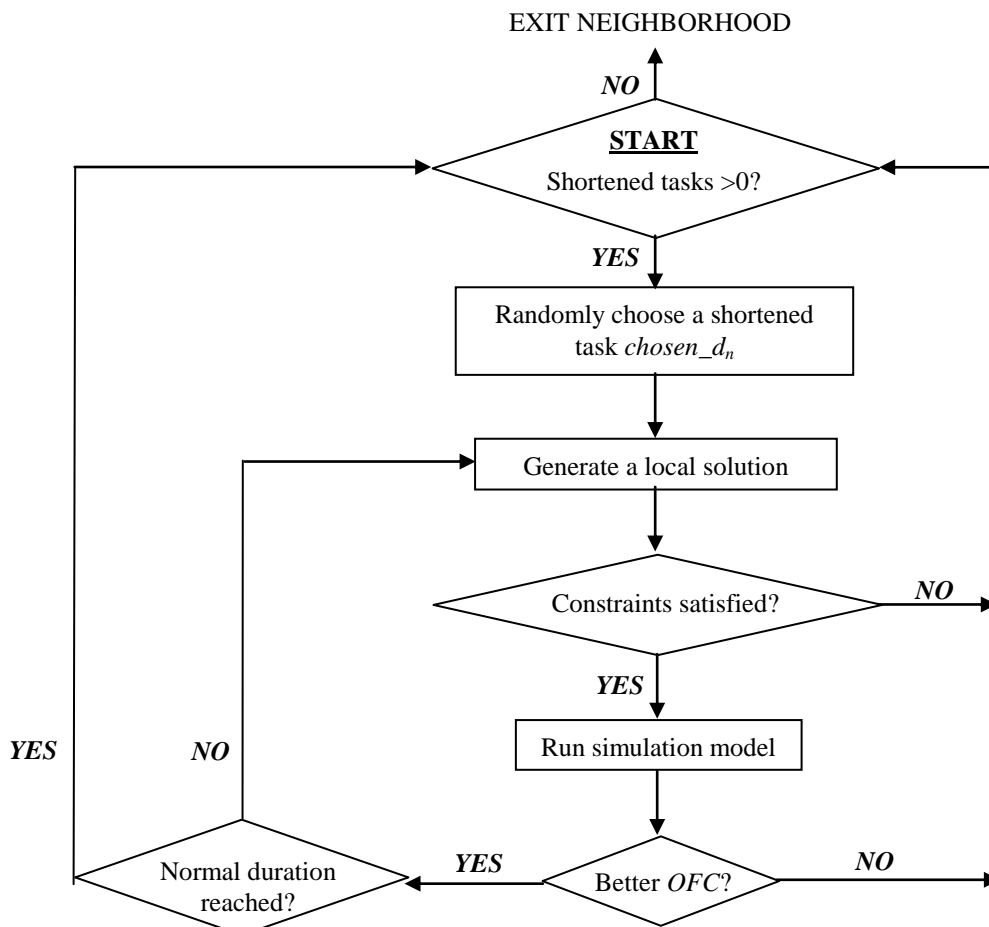 EXIT NEIGHBORHOOD
NO
START
Shortened tasks >0?
YES
Randomly choose a shortened
task chosen_dn
Generate a local solution
Constraints satisfied?
NO
YES
Run simulation model
YES
NO
Normal duration
reached?
YES
Better OFC?
NO